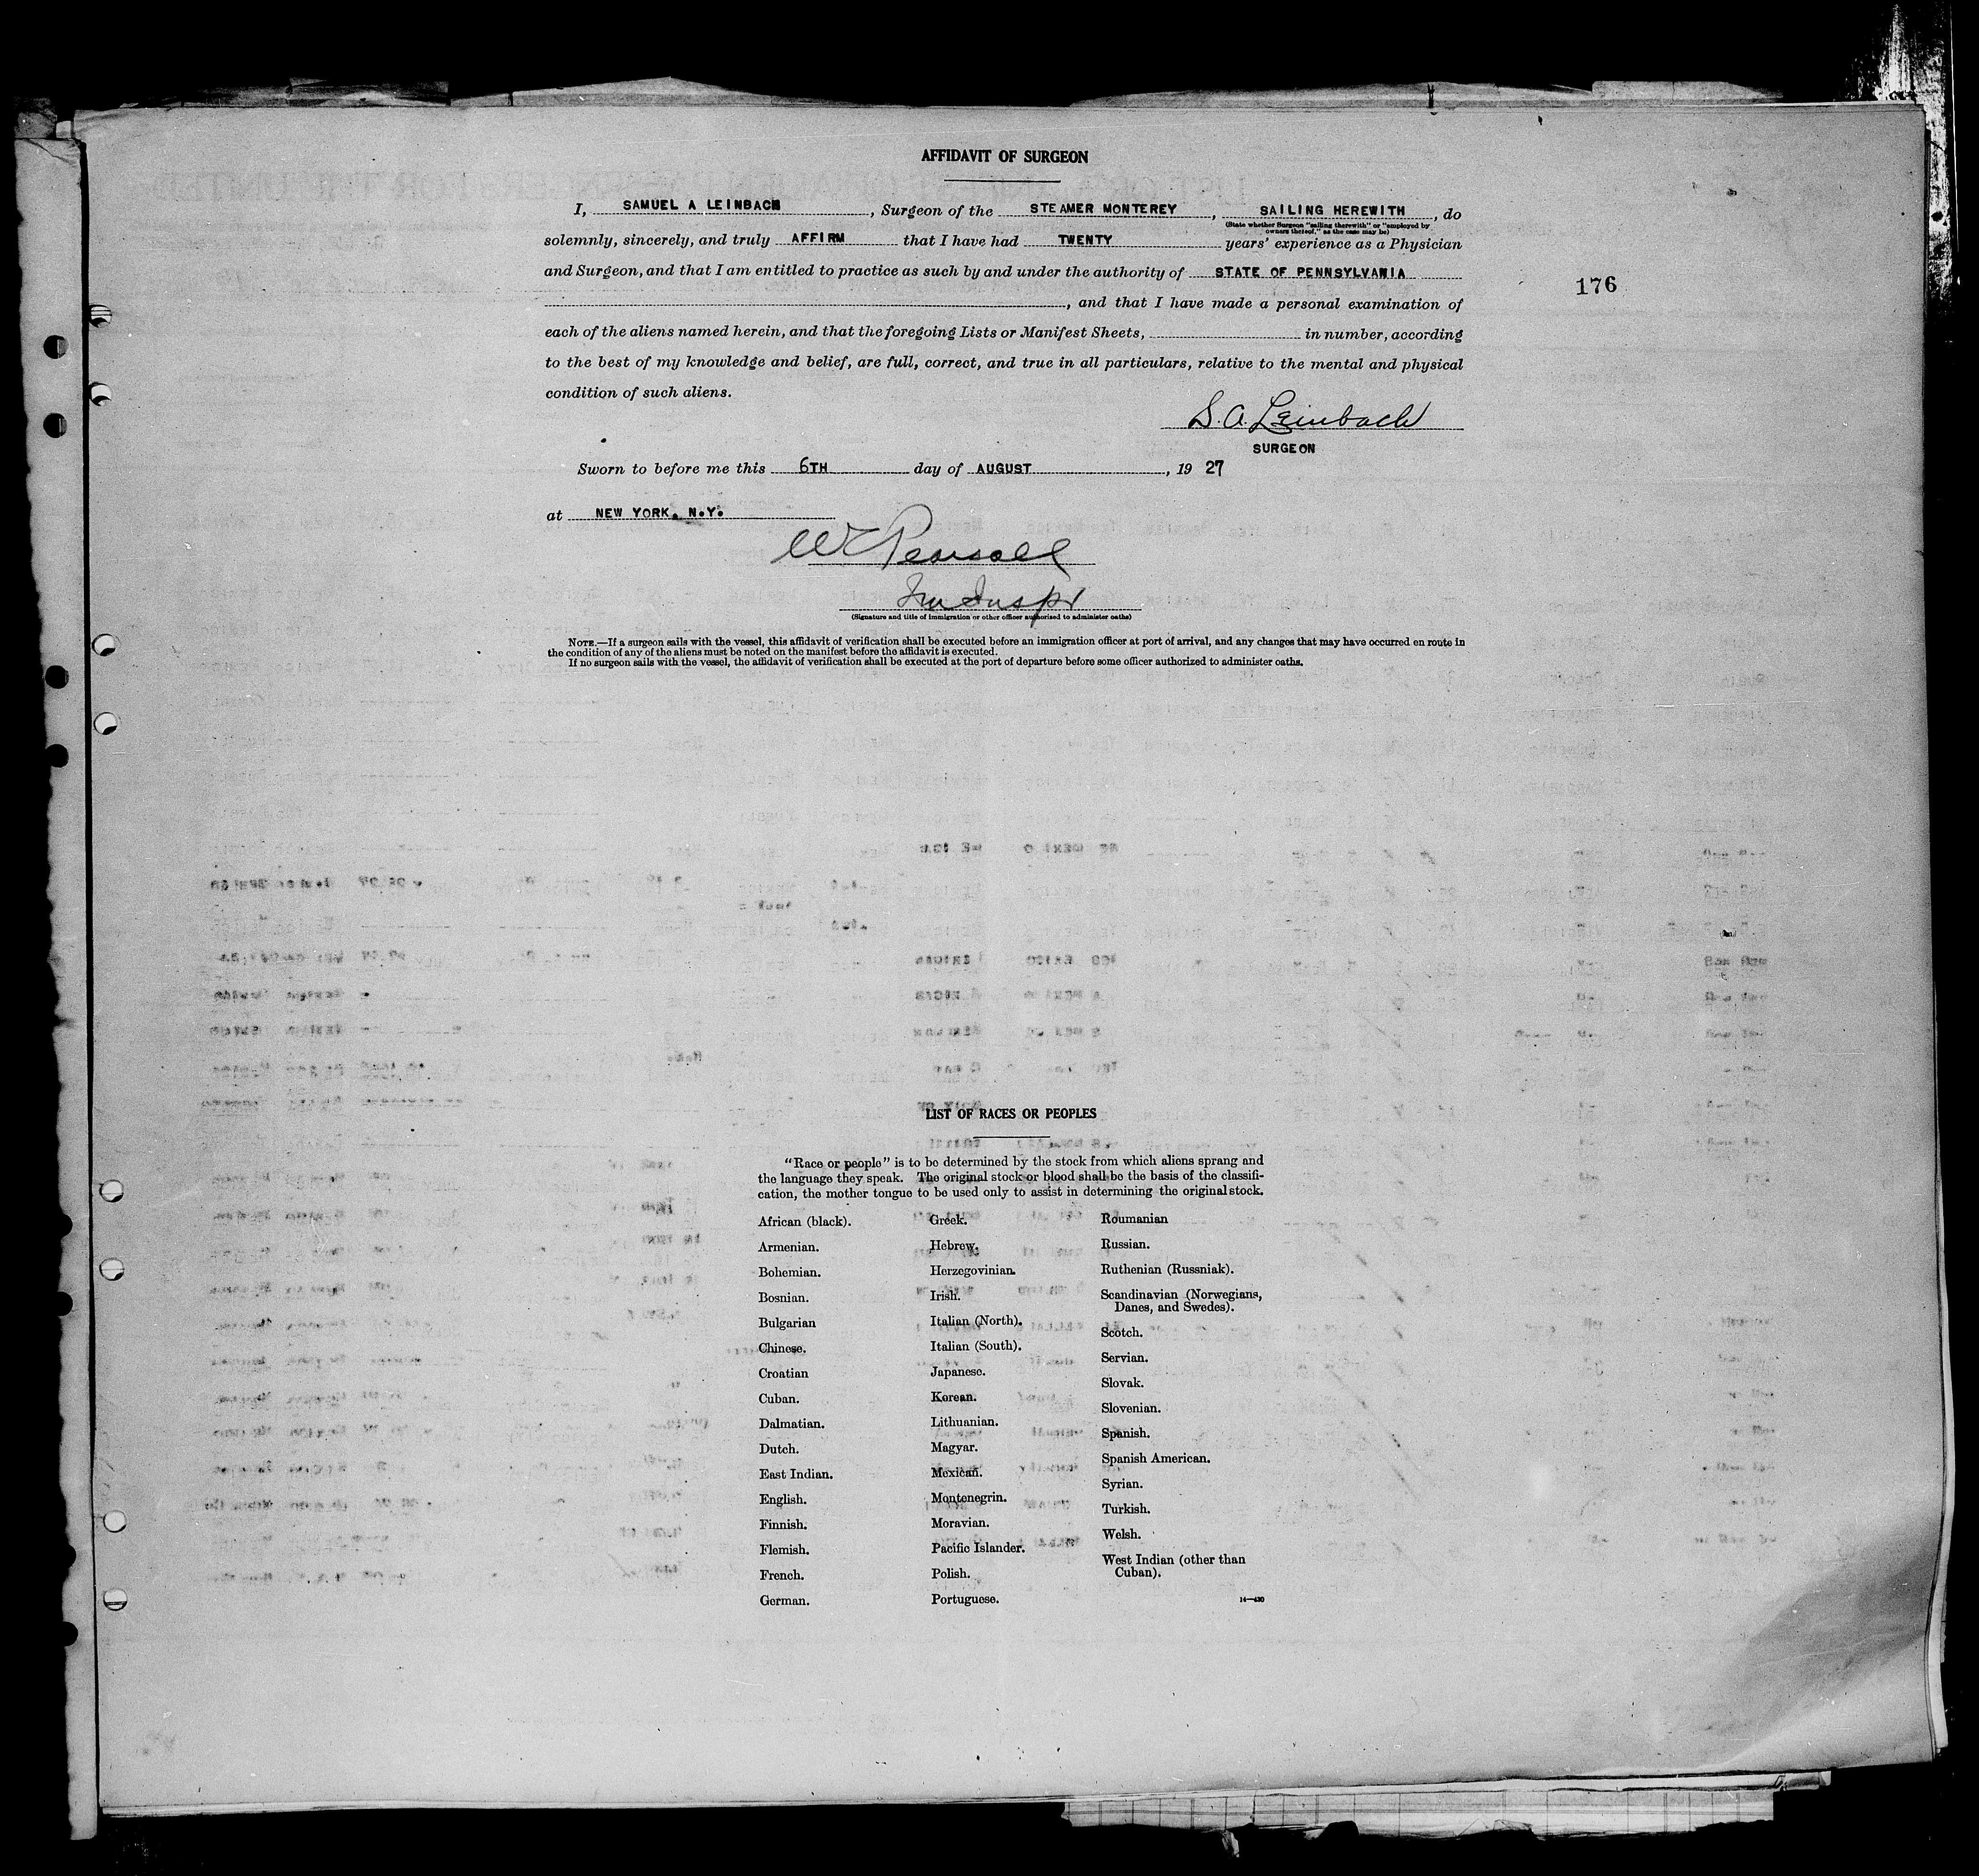 AFFIDAVIT OF SURGEON
I, SAMUEL A LEINBACH, Surgeon of the STEAMER MONTEREY, SAILING HEREWITH, do
(State whether Surgeon "sailing therewith" or "employed by
owners thereof," as the case may be)
solemnly, sincerely, and truly AFFIRM that I have had TWENTY years' experience as a Physician
and Surgeon, and that I am entitled to practice as such by and under the authority of STATE OF PENNSYLVANIA
176
, and that I have made a personal examination of
each of the aliens named herein, and that the foregoing Lists or Manifest Sheets, in number, according
to the best of my knowledge and belief, are full, correct, and true in all particulars, relative to the mental and physical
condition of such aliens.
S. A. Leinbach
SURGEON
Sworn to before me this 6TH day of AUGUST, 19 27
at NEW YORK, N.Y.
W Pearsall
Im Inspr
(Signature and title of immigration or other officer authorized to administer oaths)
NOTE.—If a surgeon sails with the vessel, this affidavit of verification shall be executed before an immigration officer at port of arrival, and any changes that may have occurred en route in
the condition of any of the aliens must be noted on the manifest before the affidavit is executed.
If no surgeon sails with the vessel, the affidavit of verification shall be executed at the port of departure before some officer authorized to administer oaths.
LIST OF RACES OR PEOPLES
"Race or people" is to be determined by the stock from which aliens sprang and
the language they speak. The original stock or blood shall be the basis of the classifi-
cation, the mother tongue to be used only to assist in determining the original stock.
African (black).
Armenian.
Bohemian.
Bosnian.
Bulgarian
Chinese.
Croatian
Cuban.
Dalmatian.
Dutch.
East Indian.
English.
Finnish.
Flemish.
French.
German.
Greek.
Hebrew.
Herzegovinian.
Irish.
Italian (North).
Italian (South).
Japanese.
Korean.
Lithuanian.
Magyar.
Mexican.
Montenegrin.
Moravian.
Pacific Islander.
Polish.
Portuguese.
Roumanian
Russian.
Ruthenian (Russniak).
Scandinavian (Norwegians,
Danes, and Swedes).
Scotch.
Servian.
Slovak.
Slovenian.
Spanish.
Spanish American.
Syrian.
Turkish.
Welsh.
West Indian (other than
Cuban).
14—430